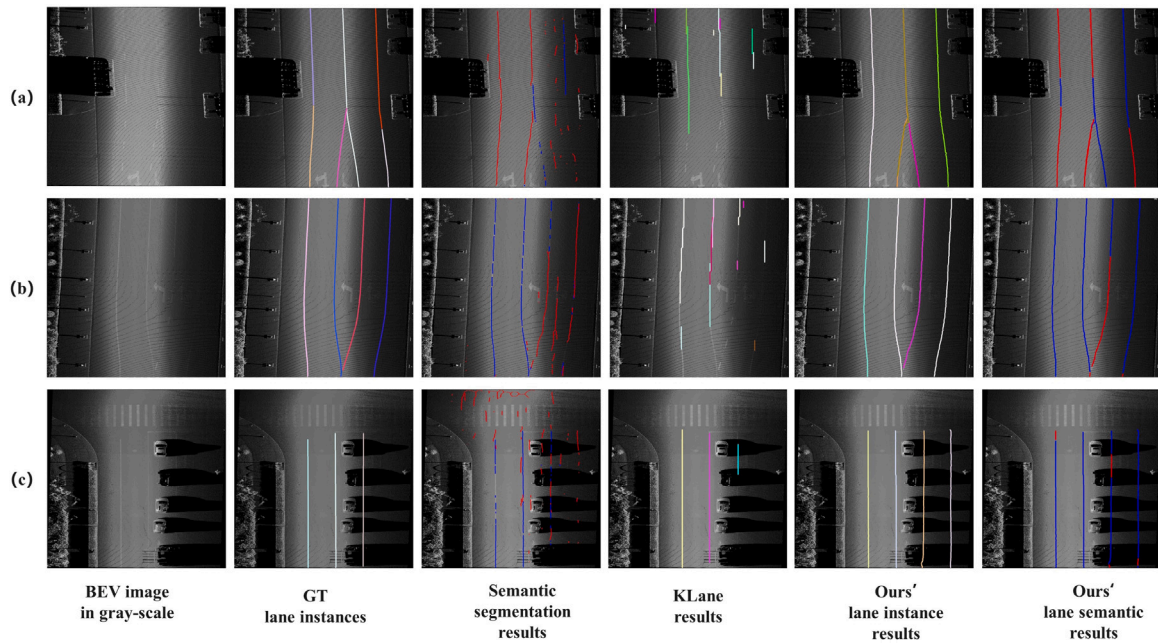 (a)
(b)
(c)
BEV image
in gray-scale
GT
lane instances
Semantic
segmentation
results
KLane
results
Ours'
lane instance
results
Ours'
lane semantic
results